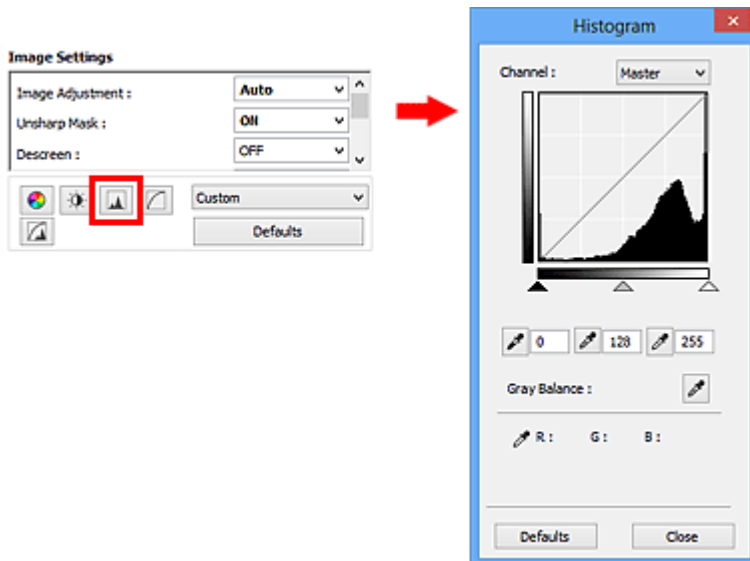 Image Settings
Image Adjustment : Auto
Unsharp Mask : ON
Descreen : OFF
Custom
Defaults
Histogram
Channel : Master
0 128 255
Gray Balance :
R : G : B :
Defaults Close